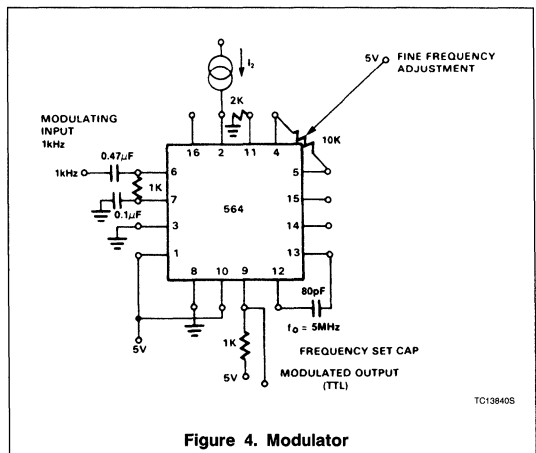 5V
FINE FREQUENCY
ADJUSTMENT
I2
2K
MODULATING
INPUT
1kHz
10K
16
2
11
4
0.47µF
1kHz
6
5
1K
7
15
0.1µF
564
3
14
1
13
8
10
9
12
80pF
fo = 5MHz
1K
FREQUENCY SET CAP
5V
5V
MODULATED OUTPUT
(TTL)
TC13840S
Figure 4. Modulator